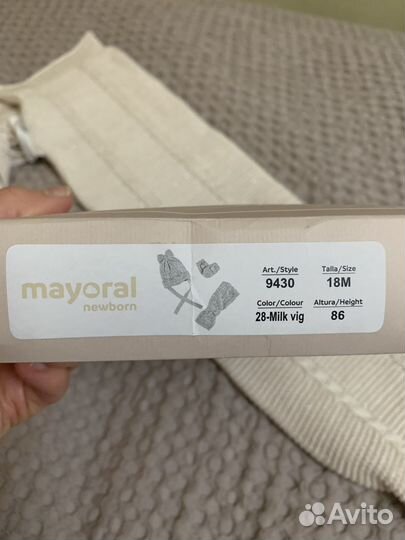 mayoral
newborn
Art./Style
9430
Talla/Size
18M
Color/Colour
28-Milk vig
Altura/Height
86
Avito